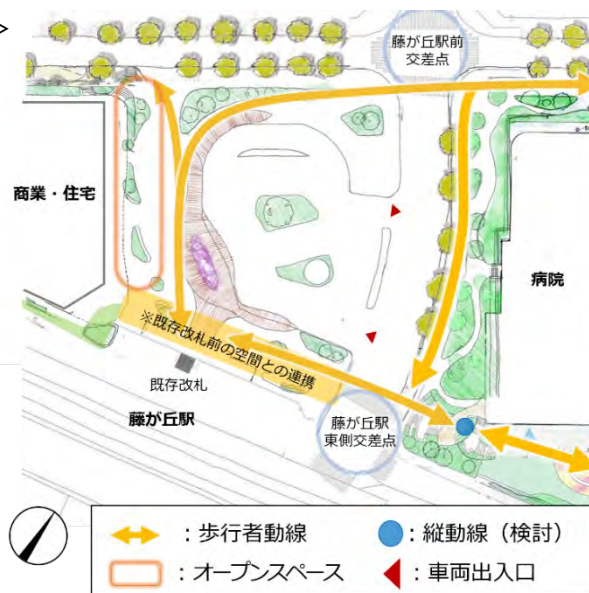 >
藤が丘駅前
交差点
商業・住宅
病院
※既存改札前の空間との連携
既存改札
藤が丘駅
藤が丘駅
東側交差点
：歩行者動線
：縦動線（検討）
：オープンスペース
：車両出入口